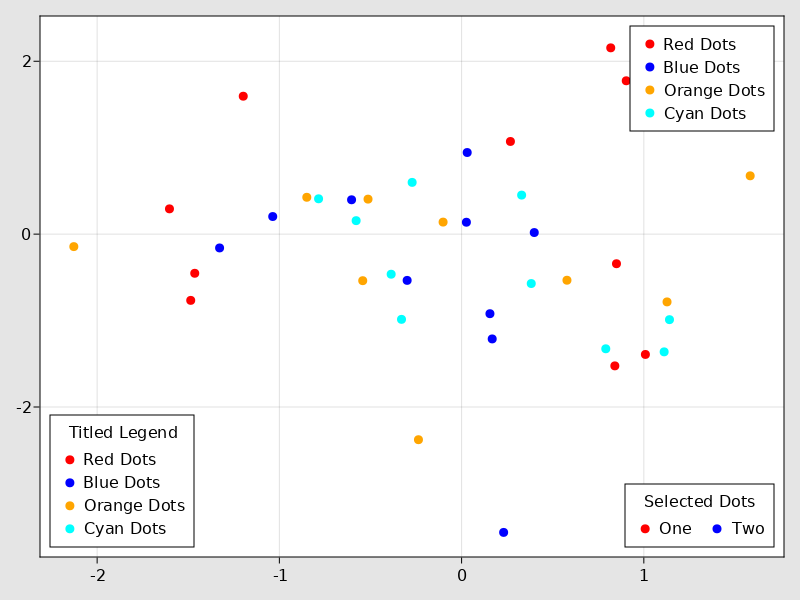 2
0
-2
Red Dots
Blue Dots
Orange Dots
Cyan Dots
Titled Legend
Red Dots
Blue Dots
Orange Dots
Cyan Dots
Selected Dots
One Two
-2 -1 0 1